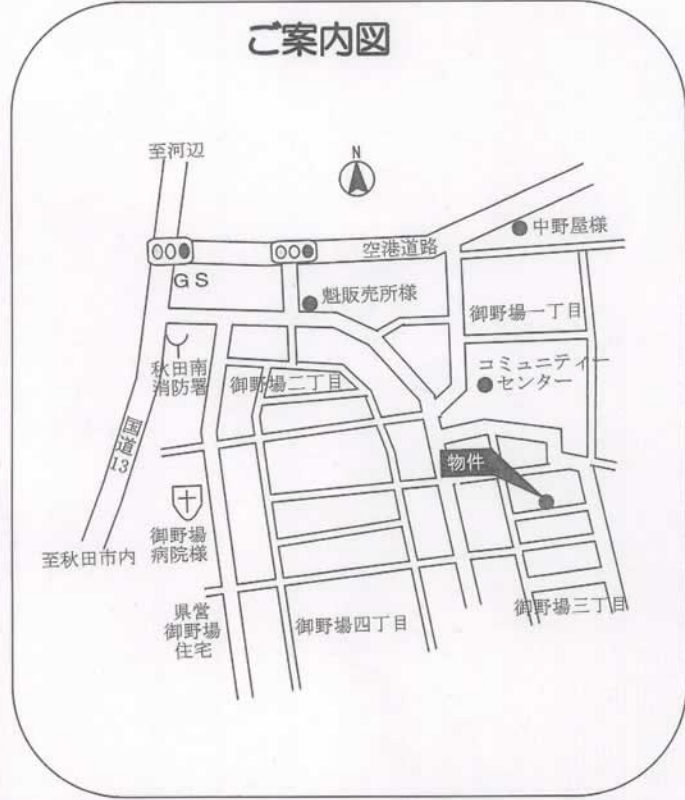 ご案内図
至河辺
N
空港道路
中野屋様
GS
魁販売所様
御野場一丁目
秋田南
消防署
御野場二丁目
コミュニティー
センター
国道13
物件
御野場
病院様
至秋田市内
県営
御野場
住宅
御野場四丁目
御野場三丁目